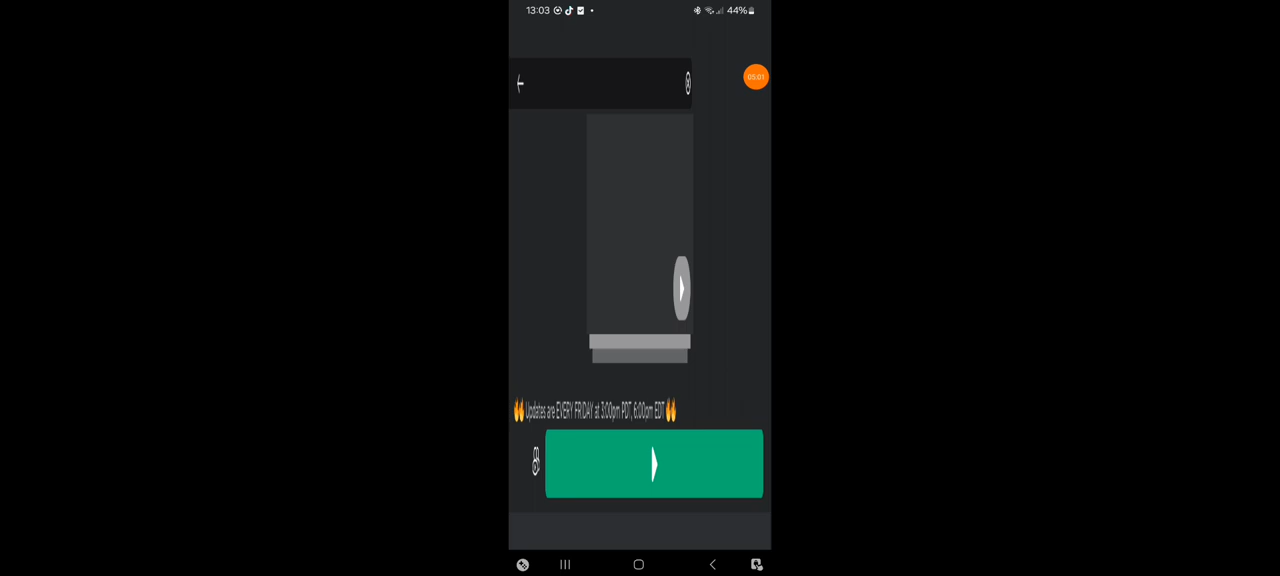 13:03 44%
05:01
🔥🔥 Updates are EVERY FRIDAY at 3:00pm PDT, 6:00pm EDT 🔥🔥